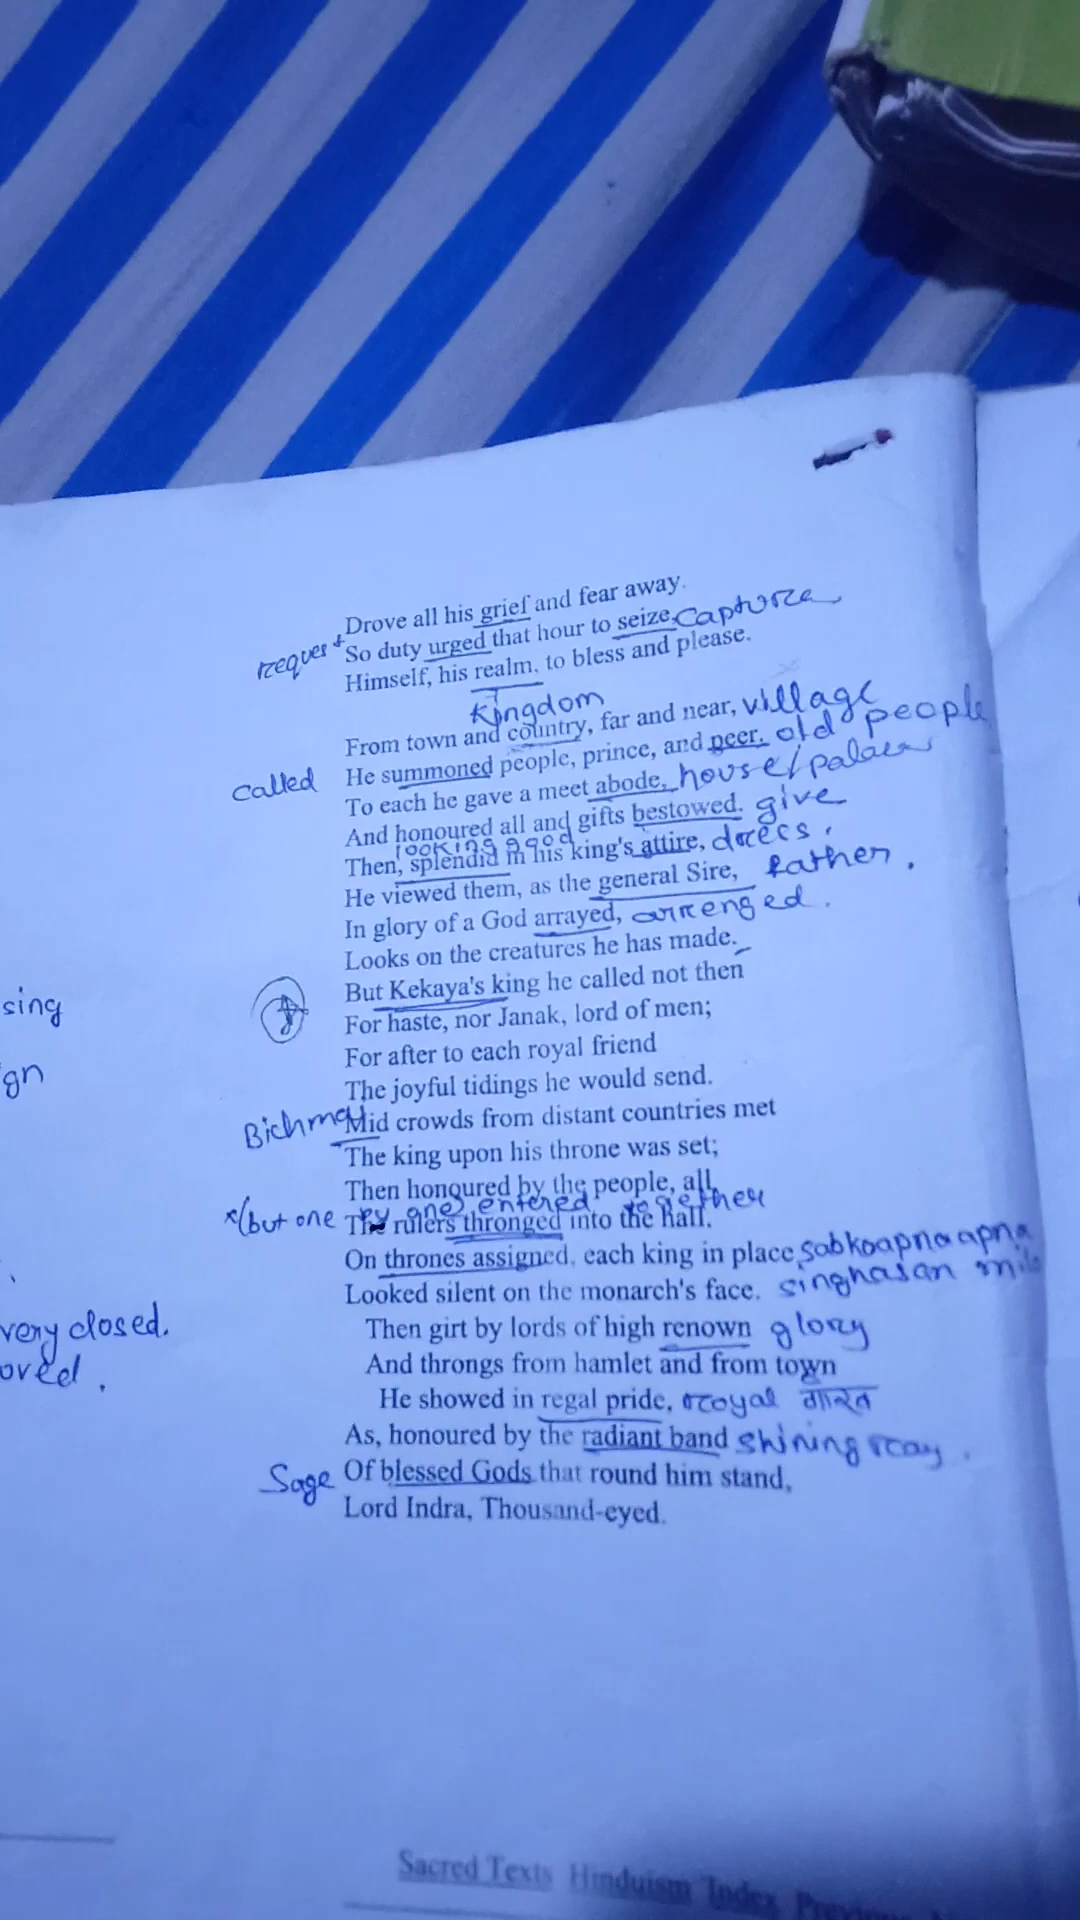 Drove all his grief and fear away.
request So duty urged that hour to seize, Capture
Himself, his realm, to bless and please.
Kingdom
From town and country, far and near, village
called He summoned people, prince, and peer. old people
To each he gave a meet abode, house/palace
And honoured all and gifts bestowed. give
looking good
Then, splendid in his king's attire, drees.
He viewed them, as the general Sire, Father.
In glory of a God arrayed, arrenged.
Looks on the creatures he has made.
But Kekaya's king he called not then
sing For haste, nor Janak, lord of men;
For after to each royal friend
gn The joyful tidings he would send.
Bichme Mid crowds from distant countries met
The king upon his throne was set;
Then honoured by the people, all
(but one by one) entered together
The rulers thronged into the hall.
On thrones assigned, each king in place sabko apna apna
Looked silent on the monarch's face. singhasan mila
very closed. Then girt by lords of high renown glory
oved. And throngs from hamlet and from town
He showed in regal pride, royal
As, honoured by the radiant band shining ray.
Sage Of blessed Gods that round him stand,
Lord Indra, Thousand-eyed.
Sacred Texts Hinduism Index